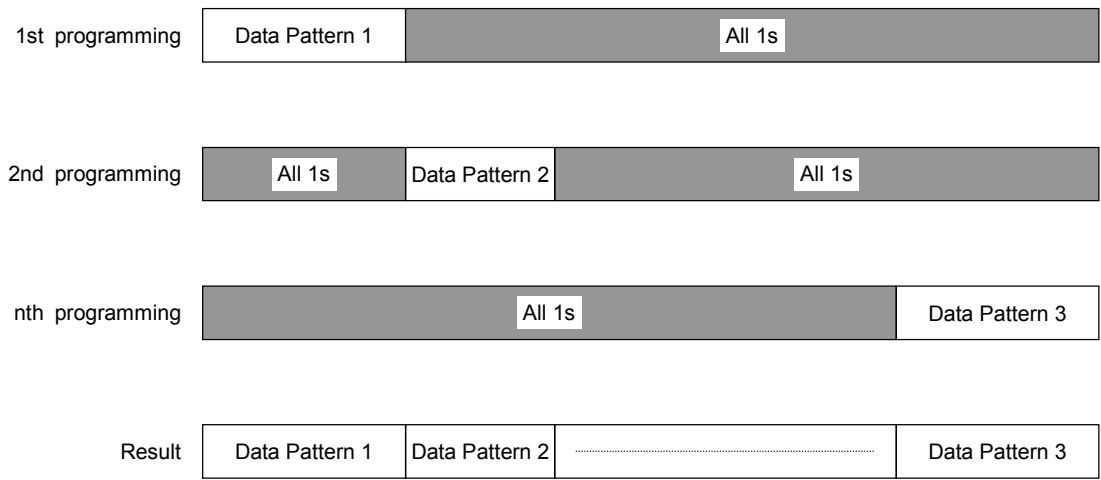 1st programming Data Pattern 1 All 1s
2nd programming All 1s Data Pattern 2 All 1s
nth programming All 1s Data Pattern 3
Result Data Pattern 1 Data Pattern 2 Data Pattern 3